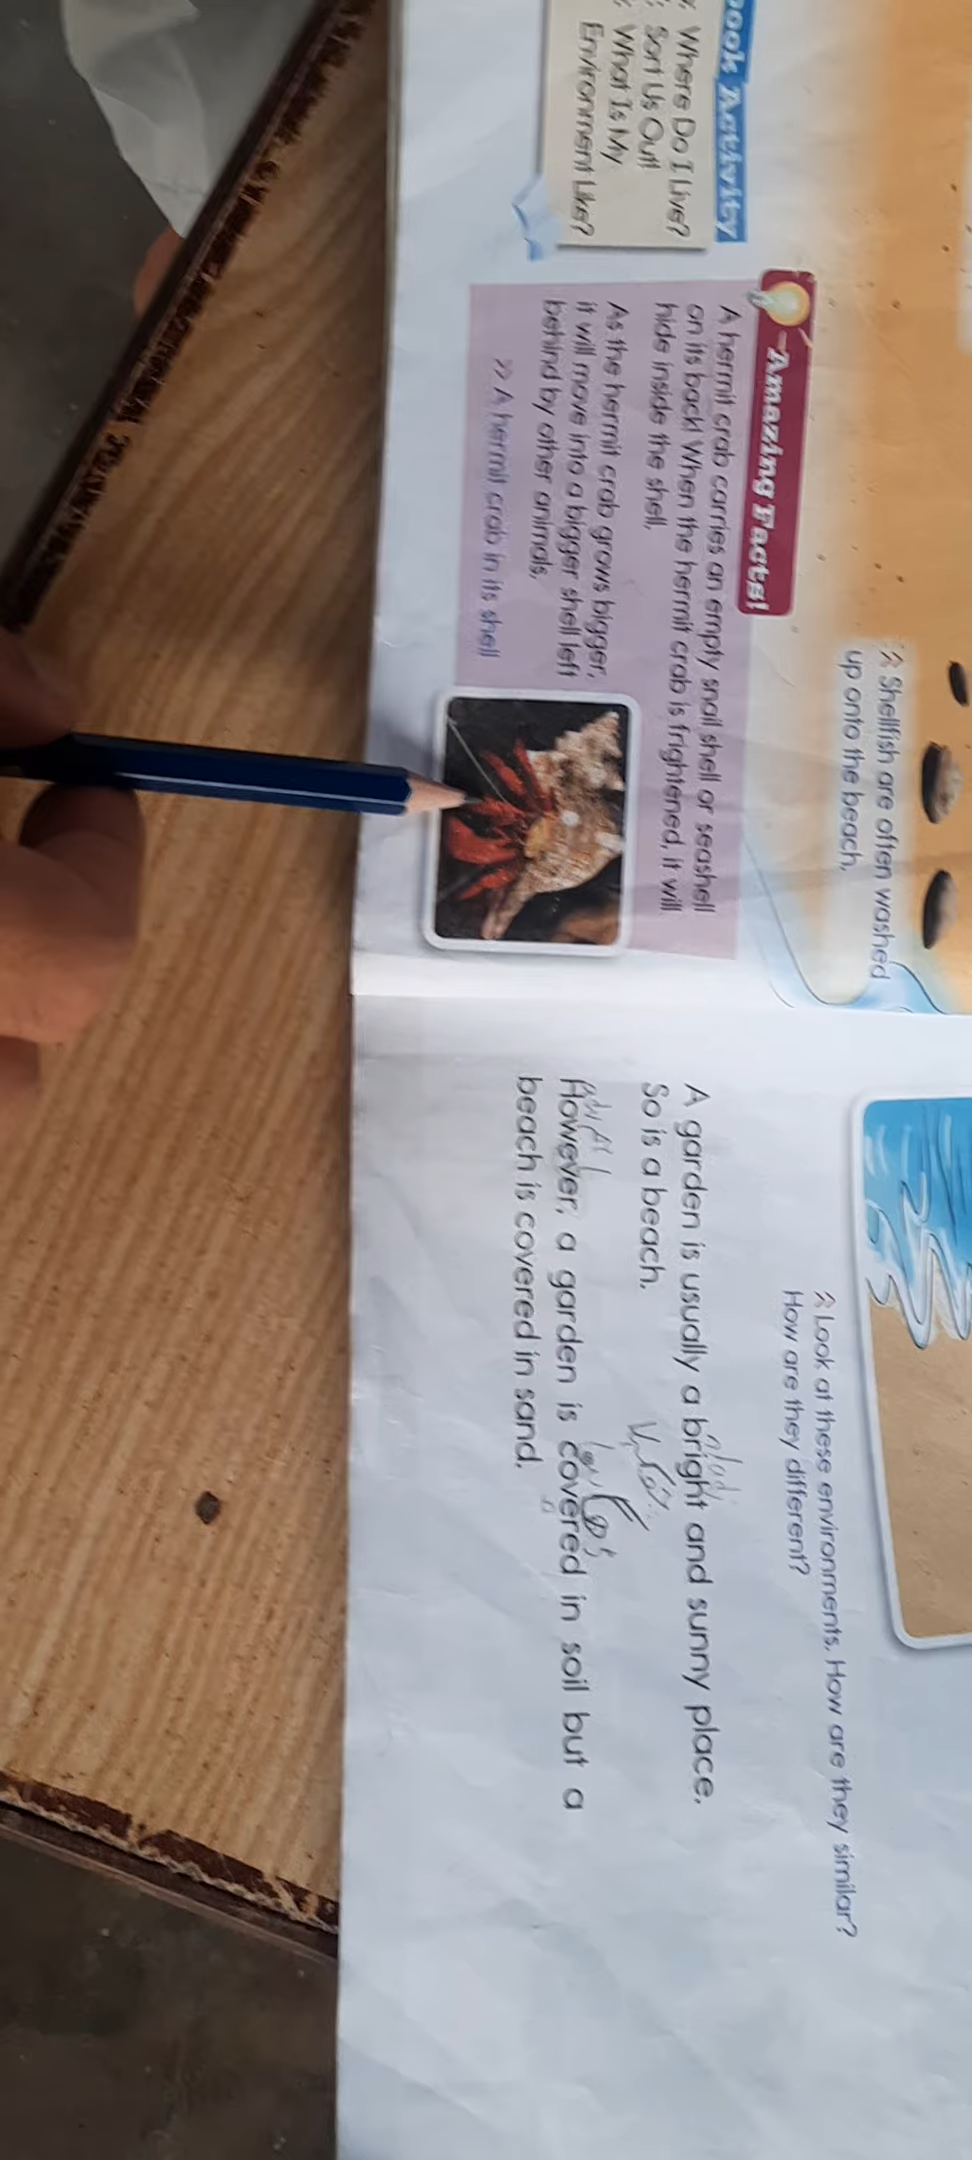 Shellfish are often washed
up onto the beach.
Amazing Facts!
A hermit crab carries an empty snail shell or seashell
on its back! When the hermit crab is frightened, it will
hide inside the shell.
As the hermit crab grows bigger,
it will move into a bigger shell left
behind by other animals.
>> A hermit crab in its shell
Activity
Where Do I Live?
Sort Us Out!
What Is My
Environment Like?
Look at these environments. How are they similar?
How are they different?
A garden is usually a bright and sunny place.
So is a beach.
However, a garden is covered in soil but a
beach is covered in sand.